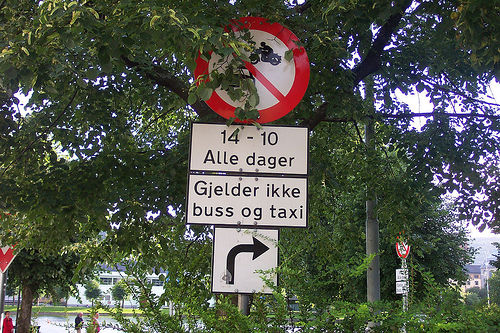 14 - 10
Alle dager
Gjelder ikke
buss og taxi